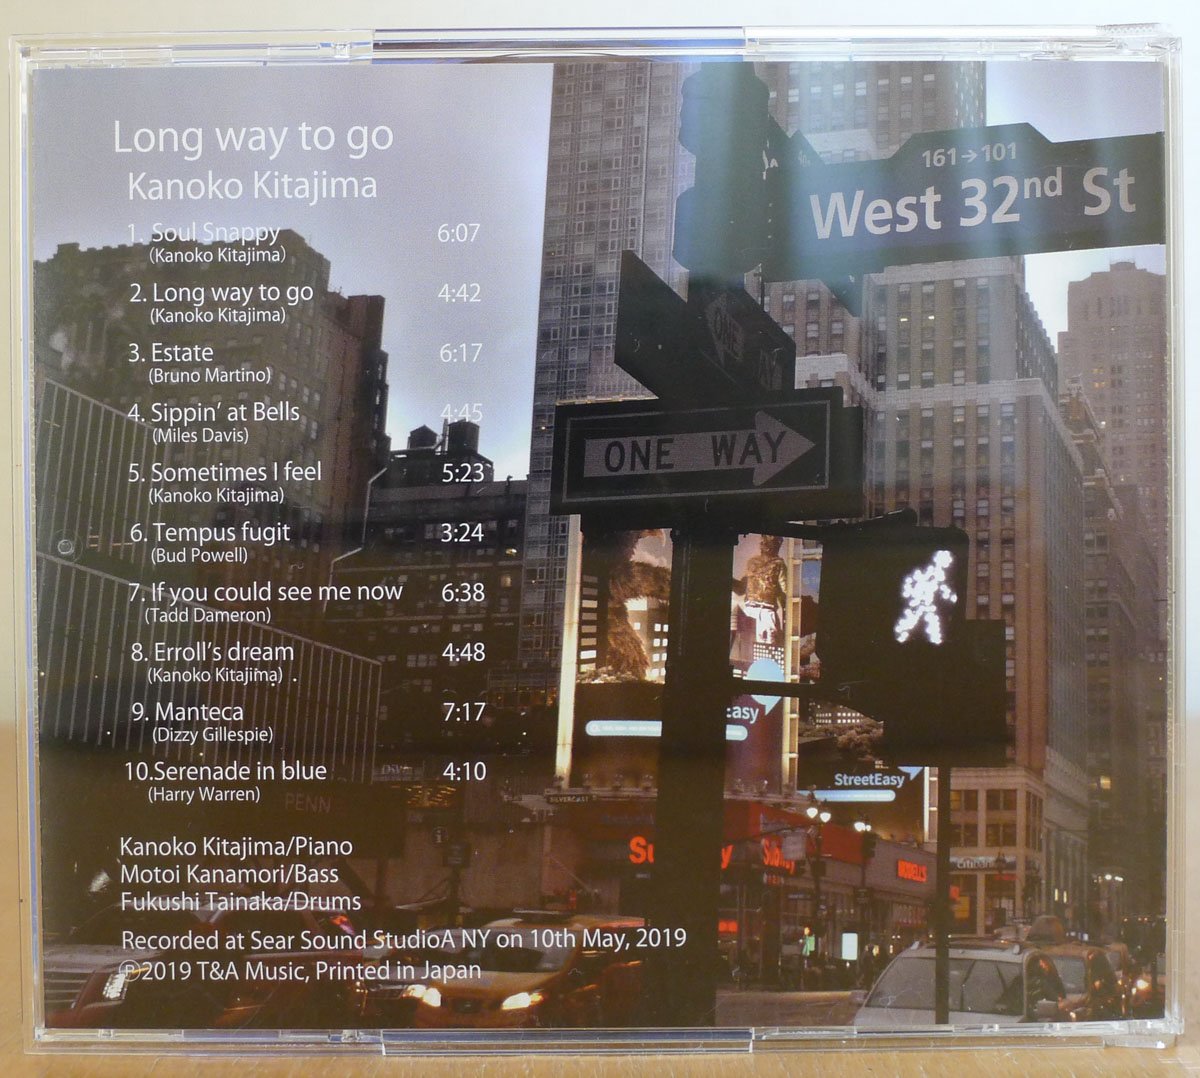 Long way to go
Kanoko Kitajima
1. Soul Snappy 6:07
(Kanoko Kitajima)
2. Long way to go 4:42
(Kanoko Kitajima)
3. Estate 6:17
(Bruno Martino)
4. Sippin' at Bells 4:45
(Miles Davis)
5. Sometimes I feel 5:23
(Kanoko Kitajima)
6. Tempus fugit 3:24
(Bud Powell)
7. If you could see me now 6:38
(Tadd Dameron)
8. Erroll's dream 4:48
(Kanoko Kitajima)
9. Manteca 7:17
(Dizzy Gillespie)
10.Serenade in blue 4:10
(Harry Warren)
Kanoko Kitajima/Piano
Motoi Kanamori/Bass
Fukushi Tainaka/Drums
Recorded at Sear Sound StudioA NY on 10th May, 2019
℗2019 T&A Music, Printed in Japan
161→101
West 32nd St
ONE WAY
StreetEasy
Subway
citibank
PENN